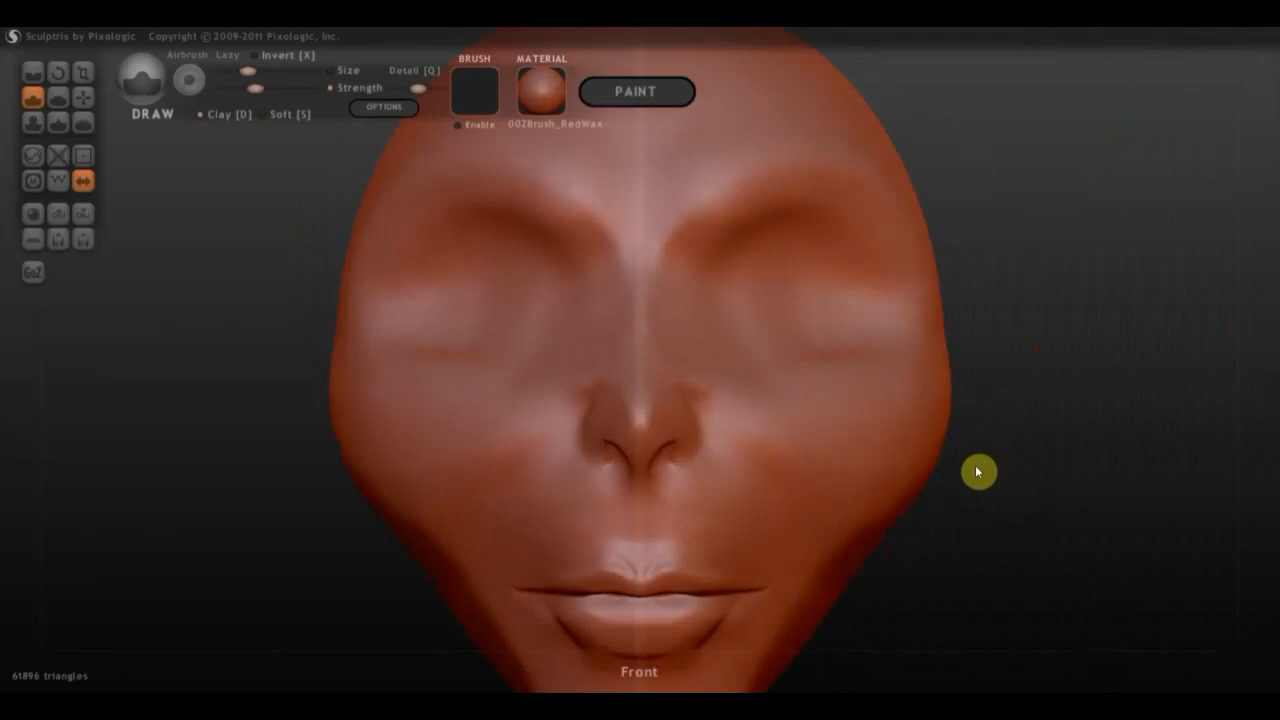 Sculptris by Pixologic Copyright © 2009-2011 Pixologic, Inc.
Airbrush Lazy Invert [X]
Size Detail [Q]
Strength
OPTIONS
DRAW Clay [D] Soft [S]
BRUSH
Enable
MATERIAL
00ZBrush_RedWax
PAINT
GoZ
61896 triangles
Front